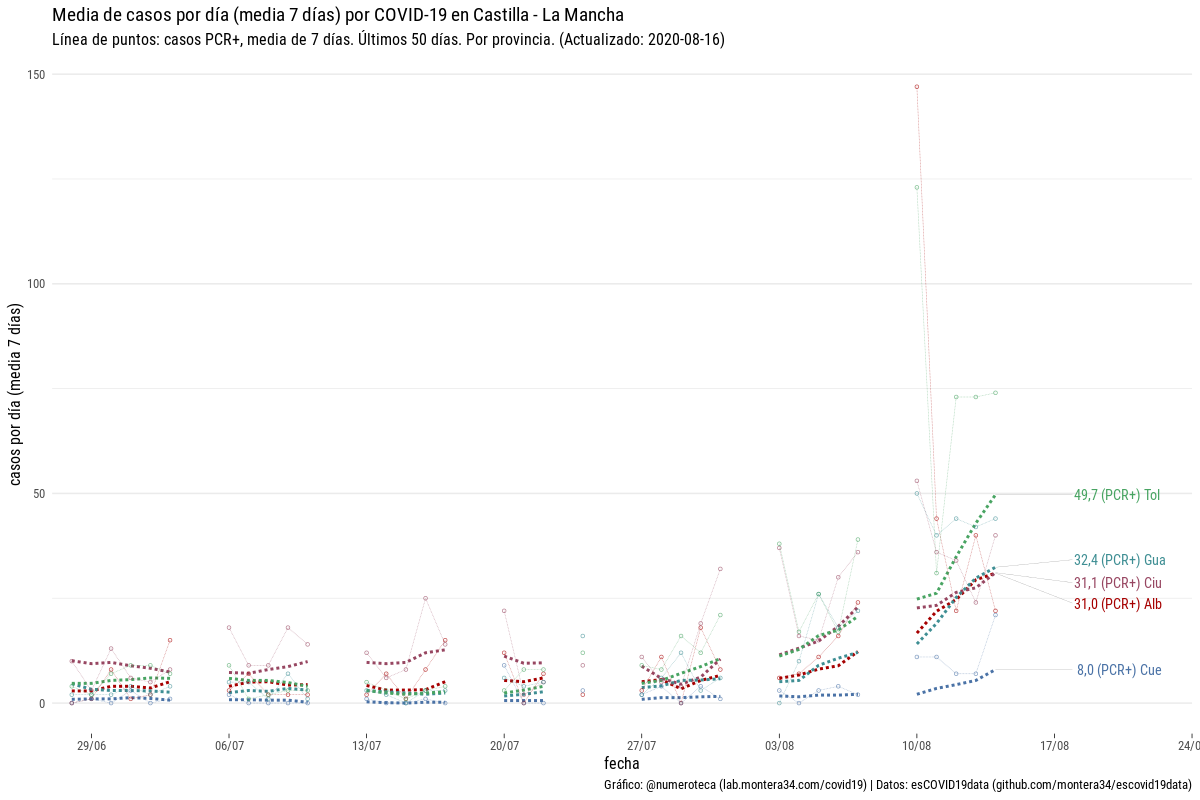 Media de casos por día (media 7 días) por COVID-19 en Castilla - La Mancha
Línea de puntos: casos PCR+, media de 7 días. Últimos 50 días. Por provincia. (Actualizado: 2020-08-16)
150
100
50
0
casos por día (media 7 días)
49,7 (PCR+) Tol
32,4 (PCR+) Gua
31,1 (PCR+) Ciu
31,0 (PCR+) Alb
8,0 (PCR+) Cue
29/06
06/07
13/07
20/07
27/07
03/08
10/08
17/08
24/0
fecha
Gráfico: @numeroteca (lab.montera34.com/covid19) | Datos: esCOVID19data (github.com/montera34/escovid19data)